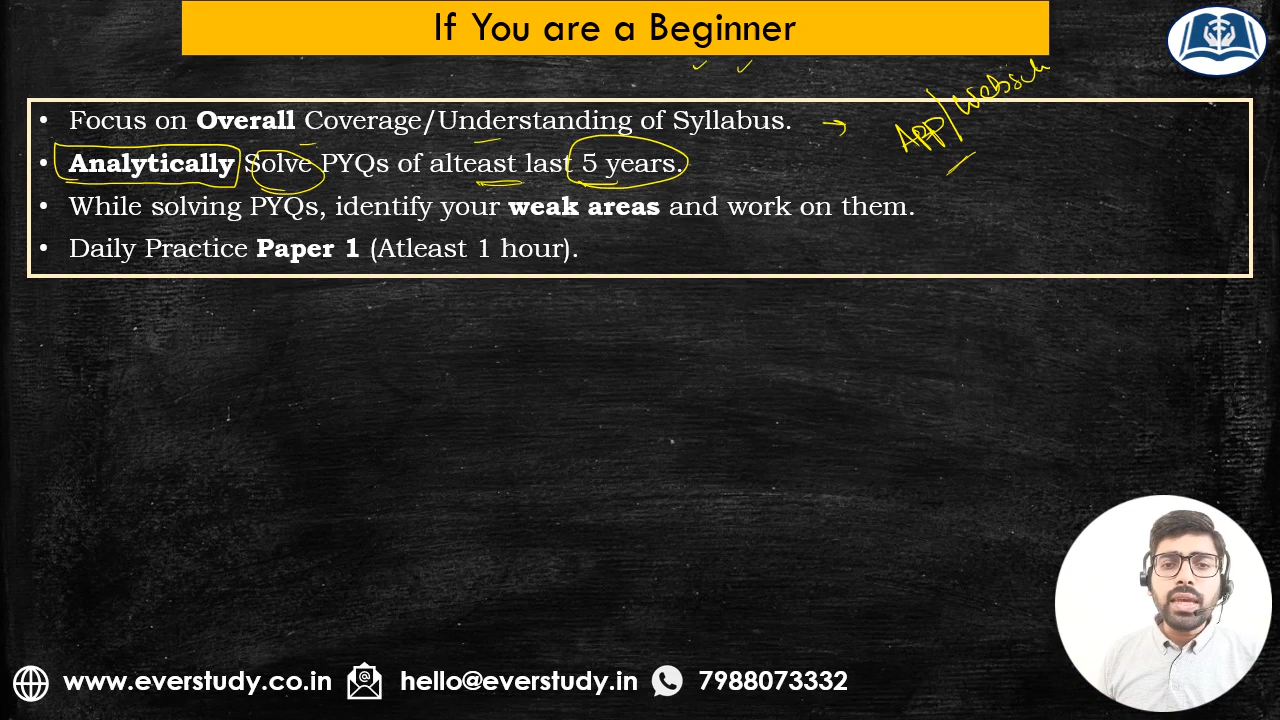 If You are a Beginner
App/Website
• Focus on Overall Coverage/Understanding of Syllabus.
• Analytically Solve PYQs of alteast last 5 years.
• While solving PYQs, identify your weak areas and work on them.
• Daily Practice Paper 1 (Atleast 1 hour).
www.everstudy.co.in hello@everstudy.in 7988073332